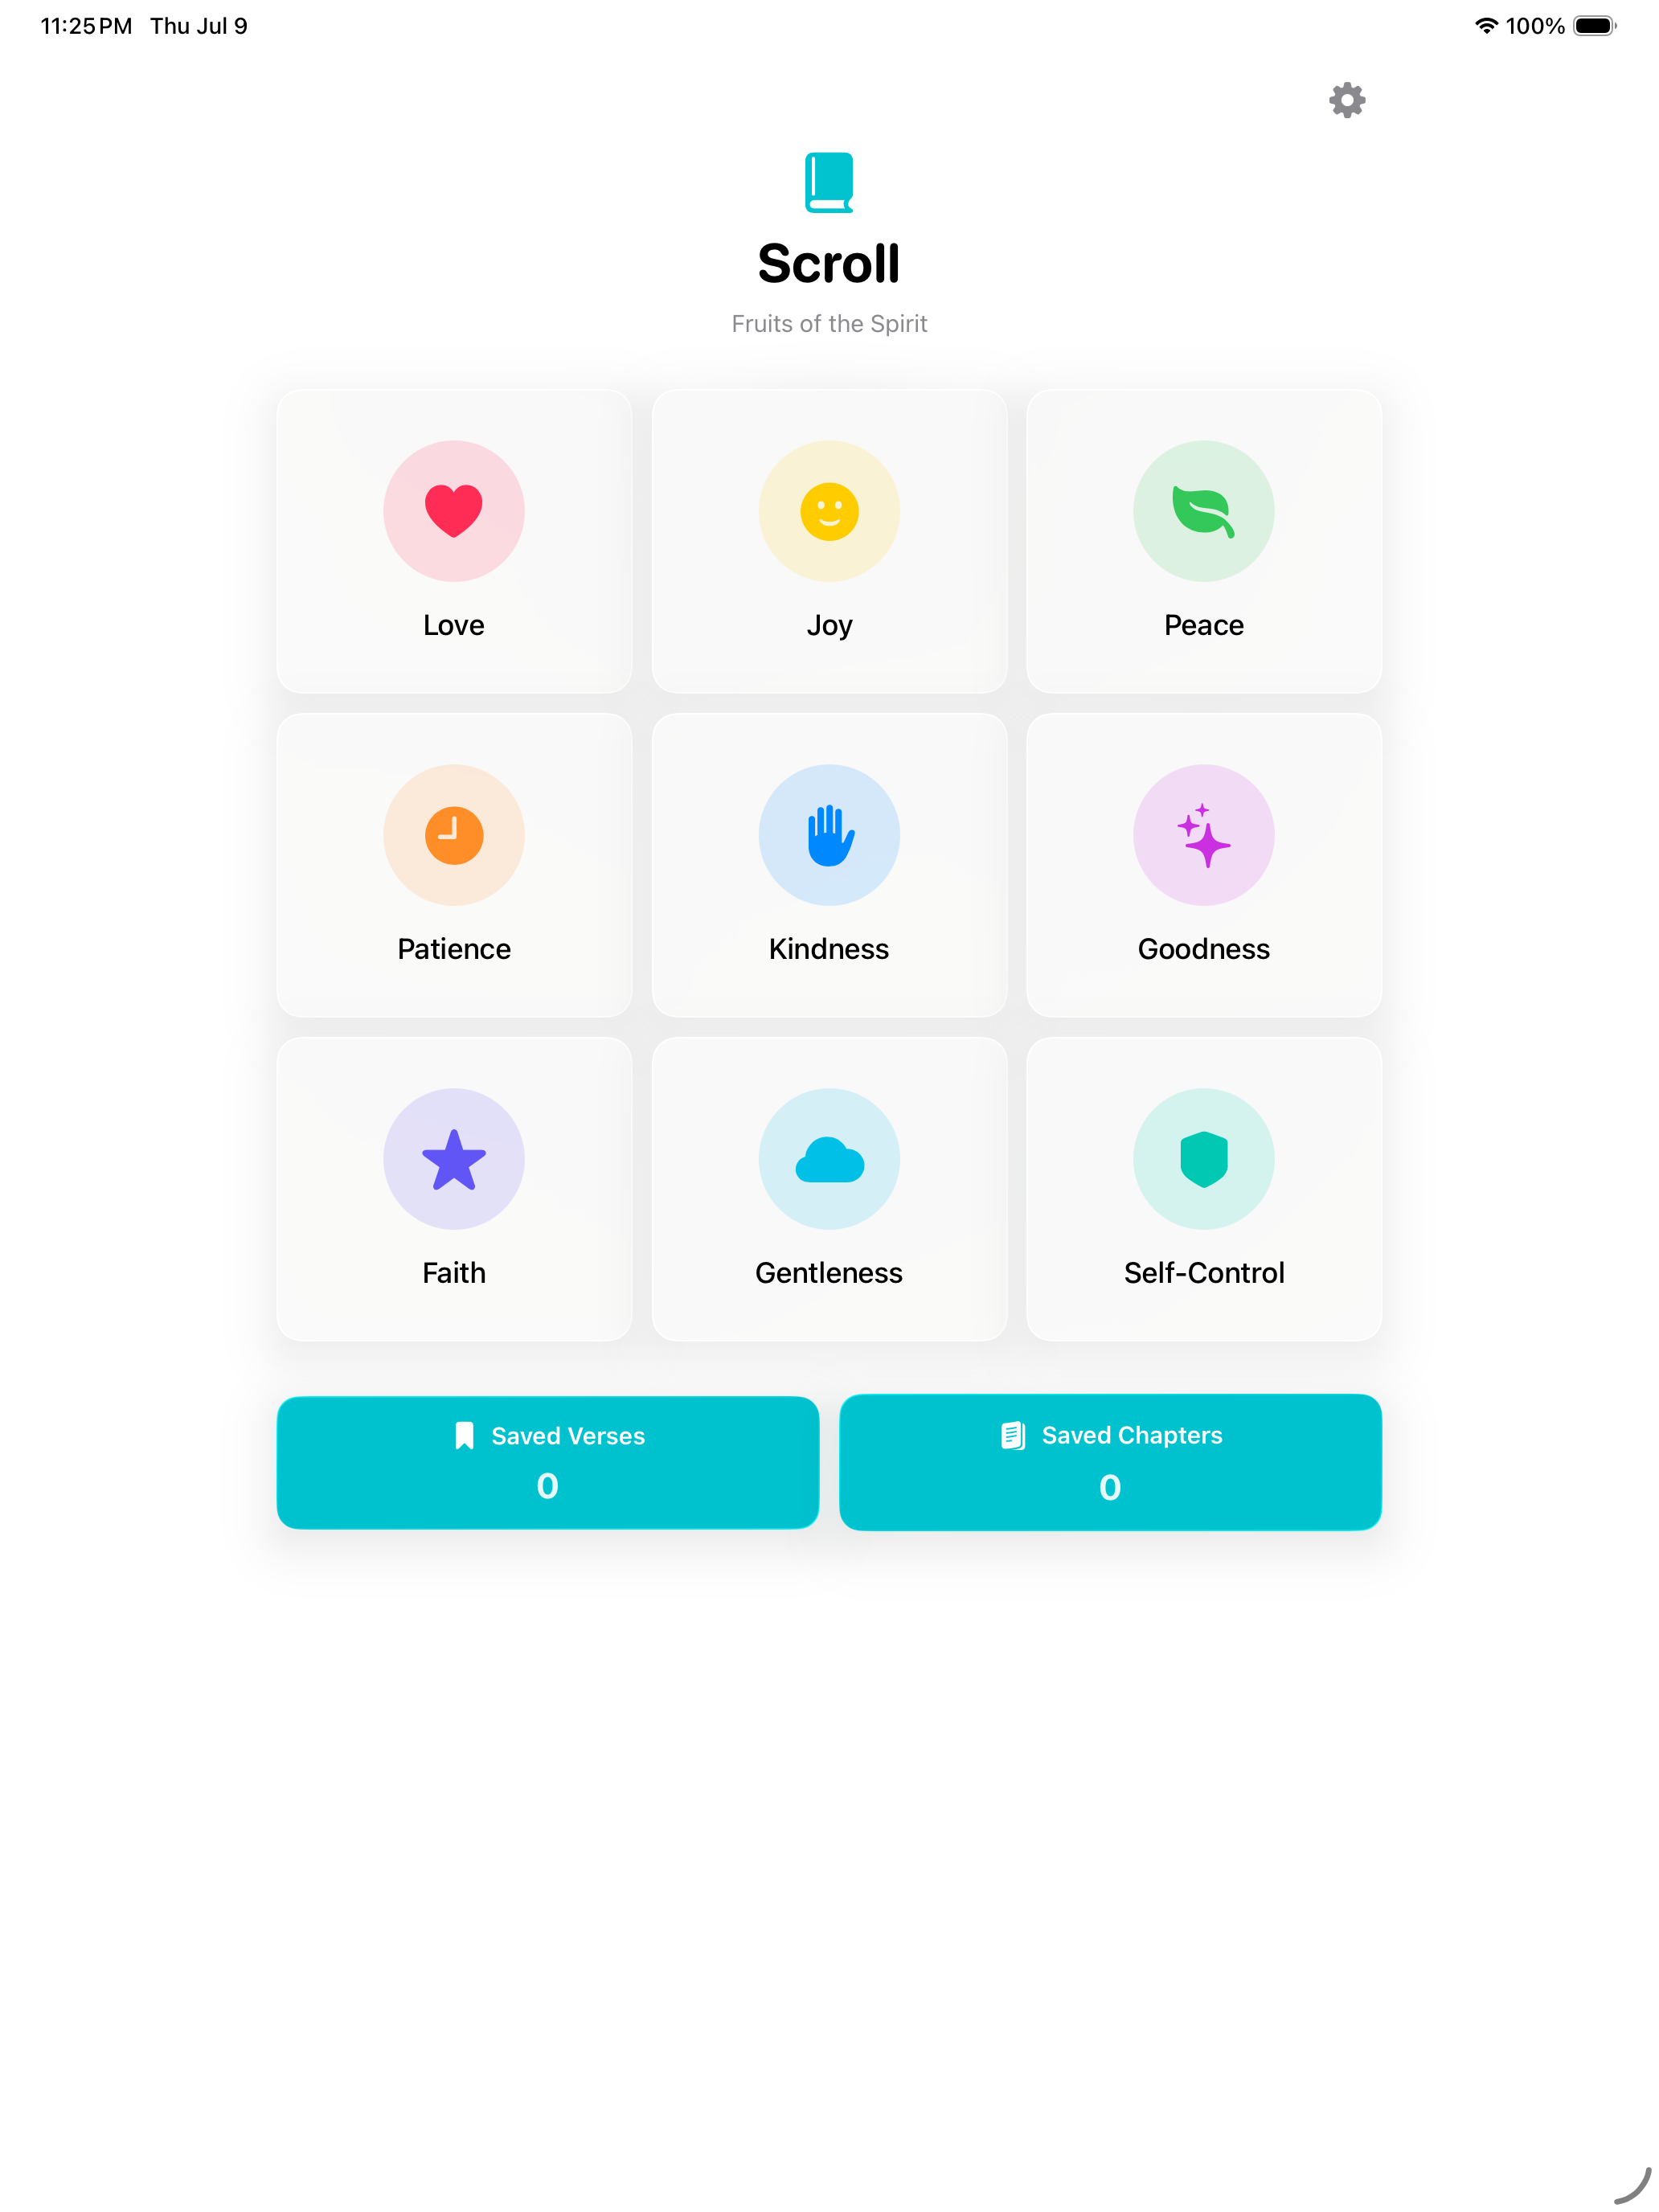 11:25 PM Thu Jul 9
100%
Scroll
Fruits of the Spirit
Love
Joy
Peace
Patience
Kindness
Goodness
Faith
Gentleness
Self-Control
Saved Verses
0
Saved Chapters
0